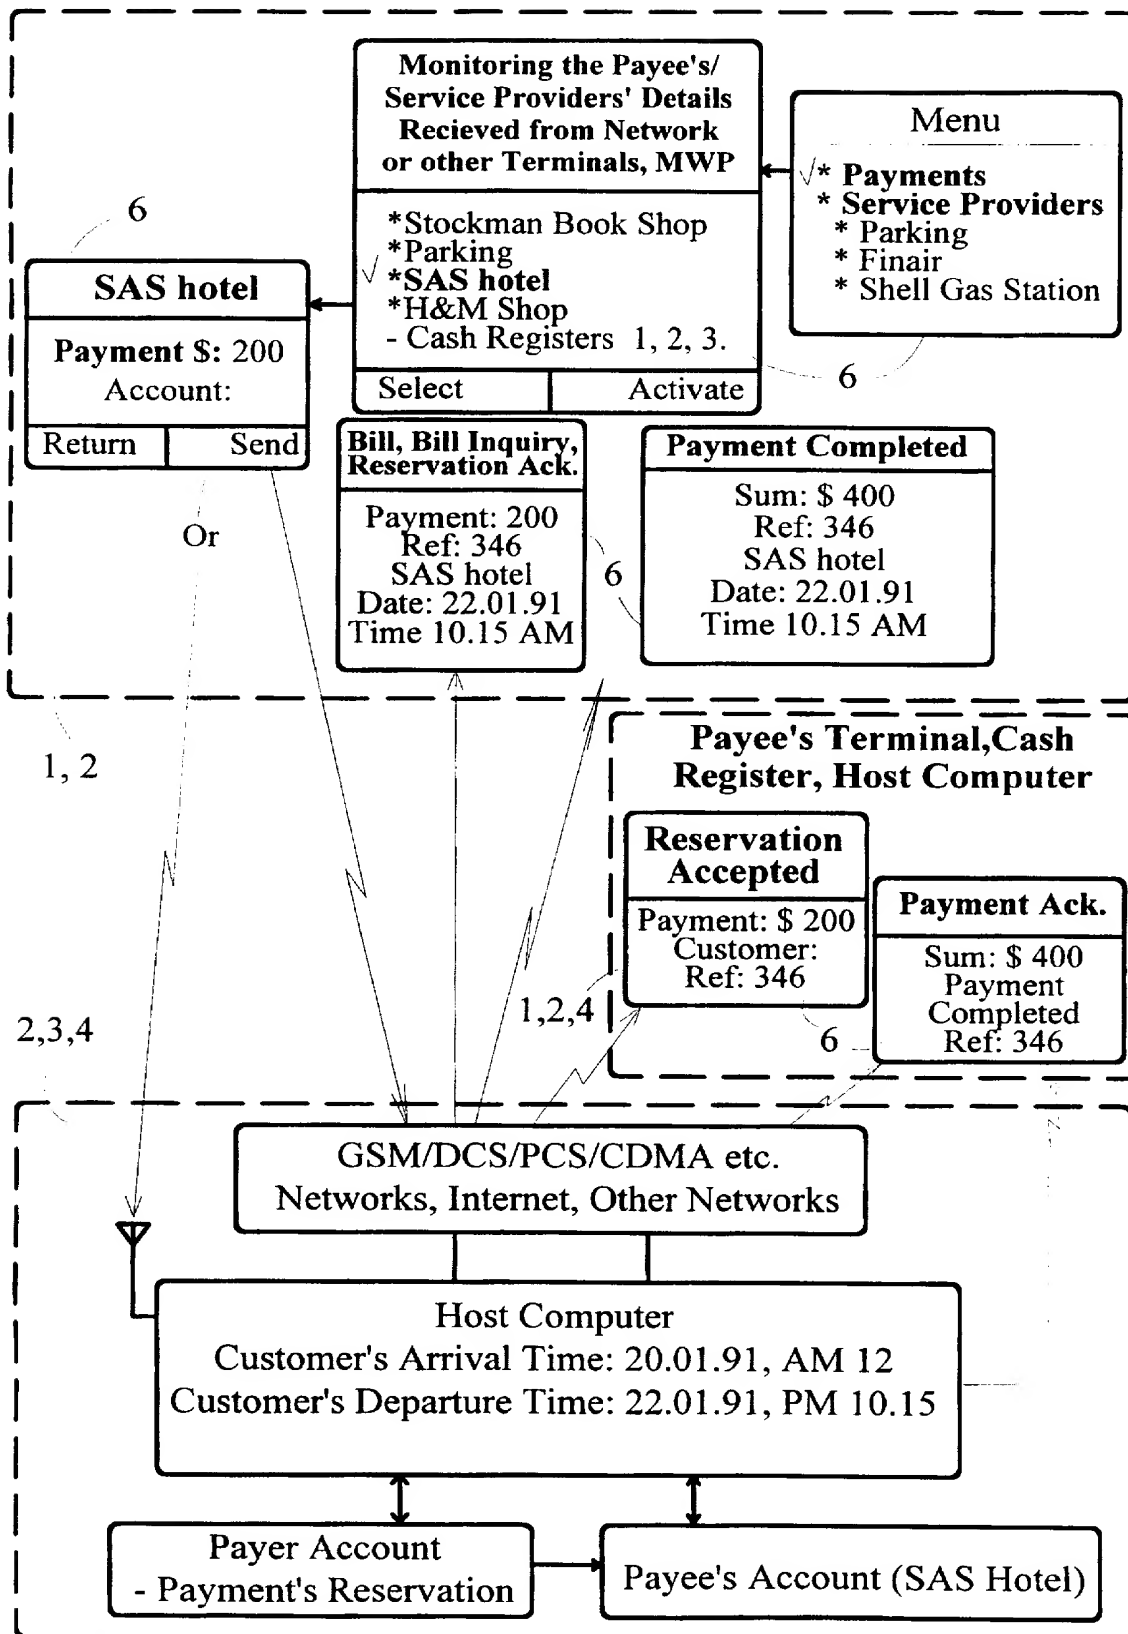 Monitoring the Payee's/
Service Providers' Details
Recieved from Network
or other Terminals, MWP
*Stockman Book Shop
*Parking
√ *SAS hotel
*H&M Shop
- Cash Registers 1, 2, 3.
Select Activate
Menu
√* Payments
* Service Providers
* Parking
* Finair
* Shell Gas Station
6
6
SAS hotel
Payment $: 200
Account:
Return Send
Or
Bill, Bill Inquiry,
Reservation Ack.
Payment: 200
Ref: 346
SAS hotel
Date: 22.01.91
Time 10.15 AM
6
Payment Completed
Sum: $ 400
Ref: 346
SAS hotel
Date: 22.01.91
Time 10.15 AM
1, 2
Payee's Terminal,Cash
Register, Host Computer
Reservation
Accepted
Payment: $ 200
Customer:
Ref: 346
Payment Ack.
Sum: $ 400
Payment
Completed
Ref: 346
1,2,4
6
2,3,4
GSM/DCS/PCS/CDMA etc.
Networks, Internet, Other Networks
Host Computer
Customer's Arrival Time: 20.01.91, AM 12
Customer's Departure Time: 22.01.91, PM 10.15
Payer Account
- Payment's Reservation
Payee's Account (SAS Hotel)